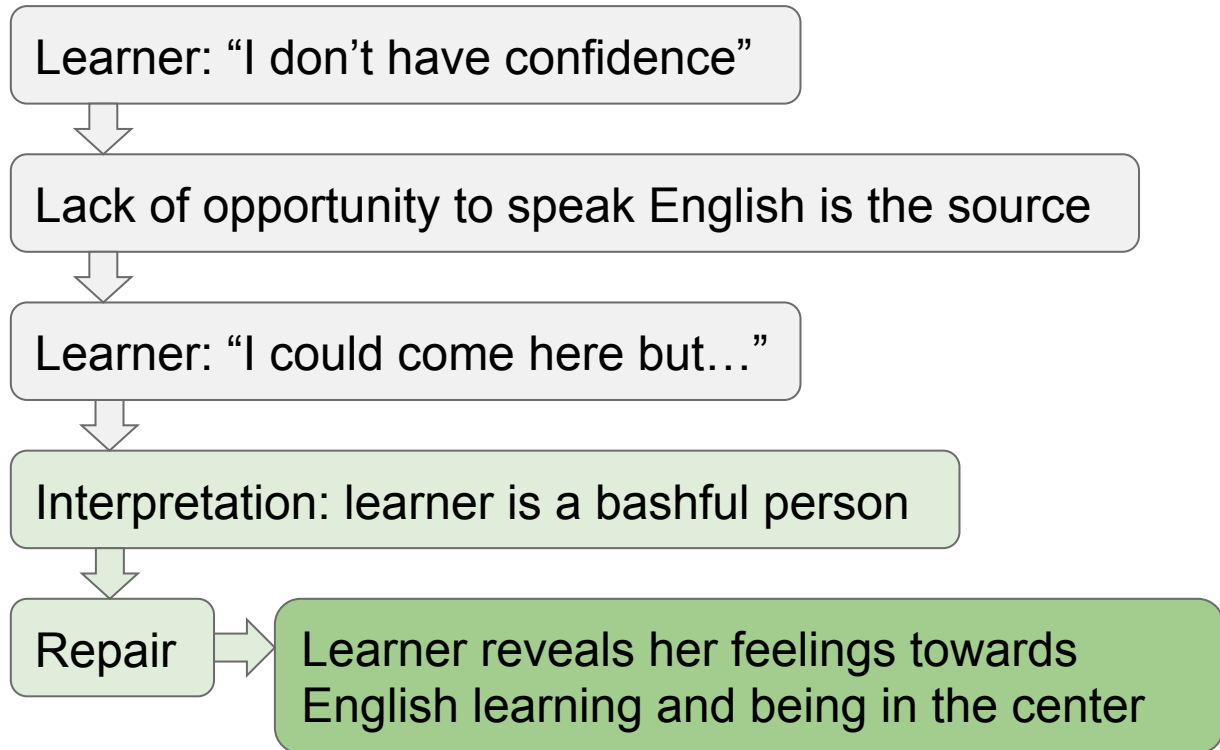 Learner: “I don’t have confidence”
Lack of opportunity to speak English is the source
Learner: “I could come here but…”
Interpretation: learner is a bashful person
Repair
Learner reveals her feelings towards
English learning and being in the center